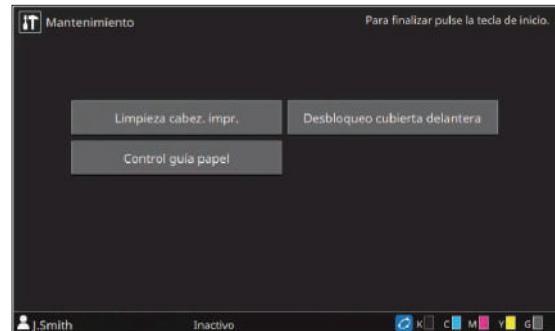 Mantenimiento
Para finalizar pulse la tecla de inicio.
Limpieza cabez. impr.
Desbloqueo cubierta delantera
Control guía papel
J.Smith
Inactivo
K C M Y G